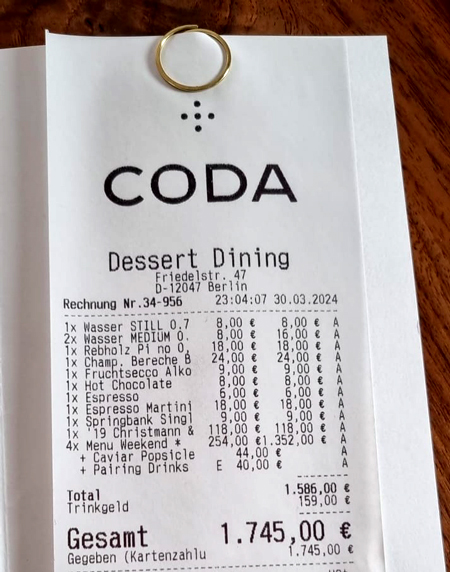 CODA
Dessert Dining
Friedelstr. 47
D-12047 Berlin
Rechnung Nr.34-956 23:04:07 30.03.2024
1x Wasser STILL 0.7 8,00 € 8,00 € A
2x Wasser MEDIUM 0. 8,00 € 16,00 € A
1x Rebholz Pi no 0. 18,00 € 18,00 € A
1x Champ. Bereche B 24,00 € 24,00 € A
1x Fruchtsecco Alko 9,00 € 9,00 € A
1x Hot Chocolate 8,00 € 8,00 € A
1x Espresso 6,00 € 6,00 € A
1x Espresso Martini 18,00 € 18,00 € A
1x Springbank Singl 9,00 € 9,00 € A
1x '19 Christmann & 118,00 € 118,00 € A
4x Menu Weekend * 254,00 €1.352,00 € A
+ Caviar Popsicle 44,00 € A
+ Pairing Drinks E 40,00 € A
Total 1.586,00 €
Trinkgeld 159,00 €
Gesamt 1.745,00 €
Gegeben (Kartenzahlu 1.745,00 €